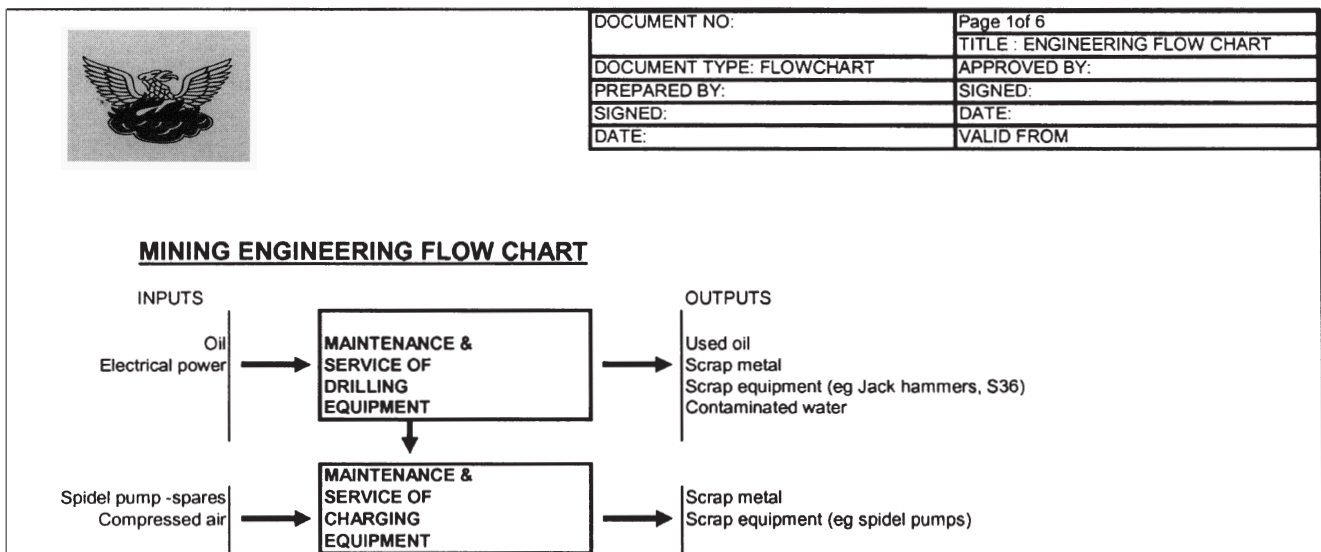 DOCUMENT NO:
Page 1of 6
TITLE : ENGINEERING FLOW CHART
DOCUMENT TYPE: FLOWCHART
APPROVED BY:
PREPARED BY:
SIGNED:
SIGNED:
DATE:
DATE:
VALID FROM
MINING ENGINEERING FLOW CHART
INPUTS
OUTPUTS
Oil
Electrical power
MAINTENANCE &
SERVICE OF
DRILLING
EQUIPMENT
Used oil
Scrap metal
Scrap equipment (eg Jack hammers, S36)
Contaminated water
Spidel pump -spares
Compressed air
MAINTENANCE &
SERVICE OF
CHARGING
EQUIPMENT
Scrap metal
Scrap equipment (eg spidel pumps)